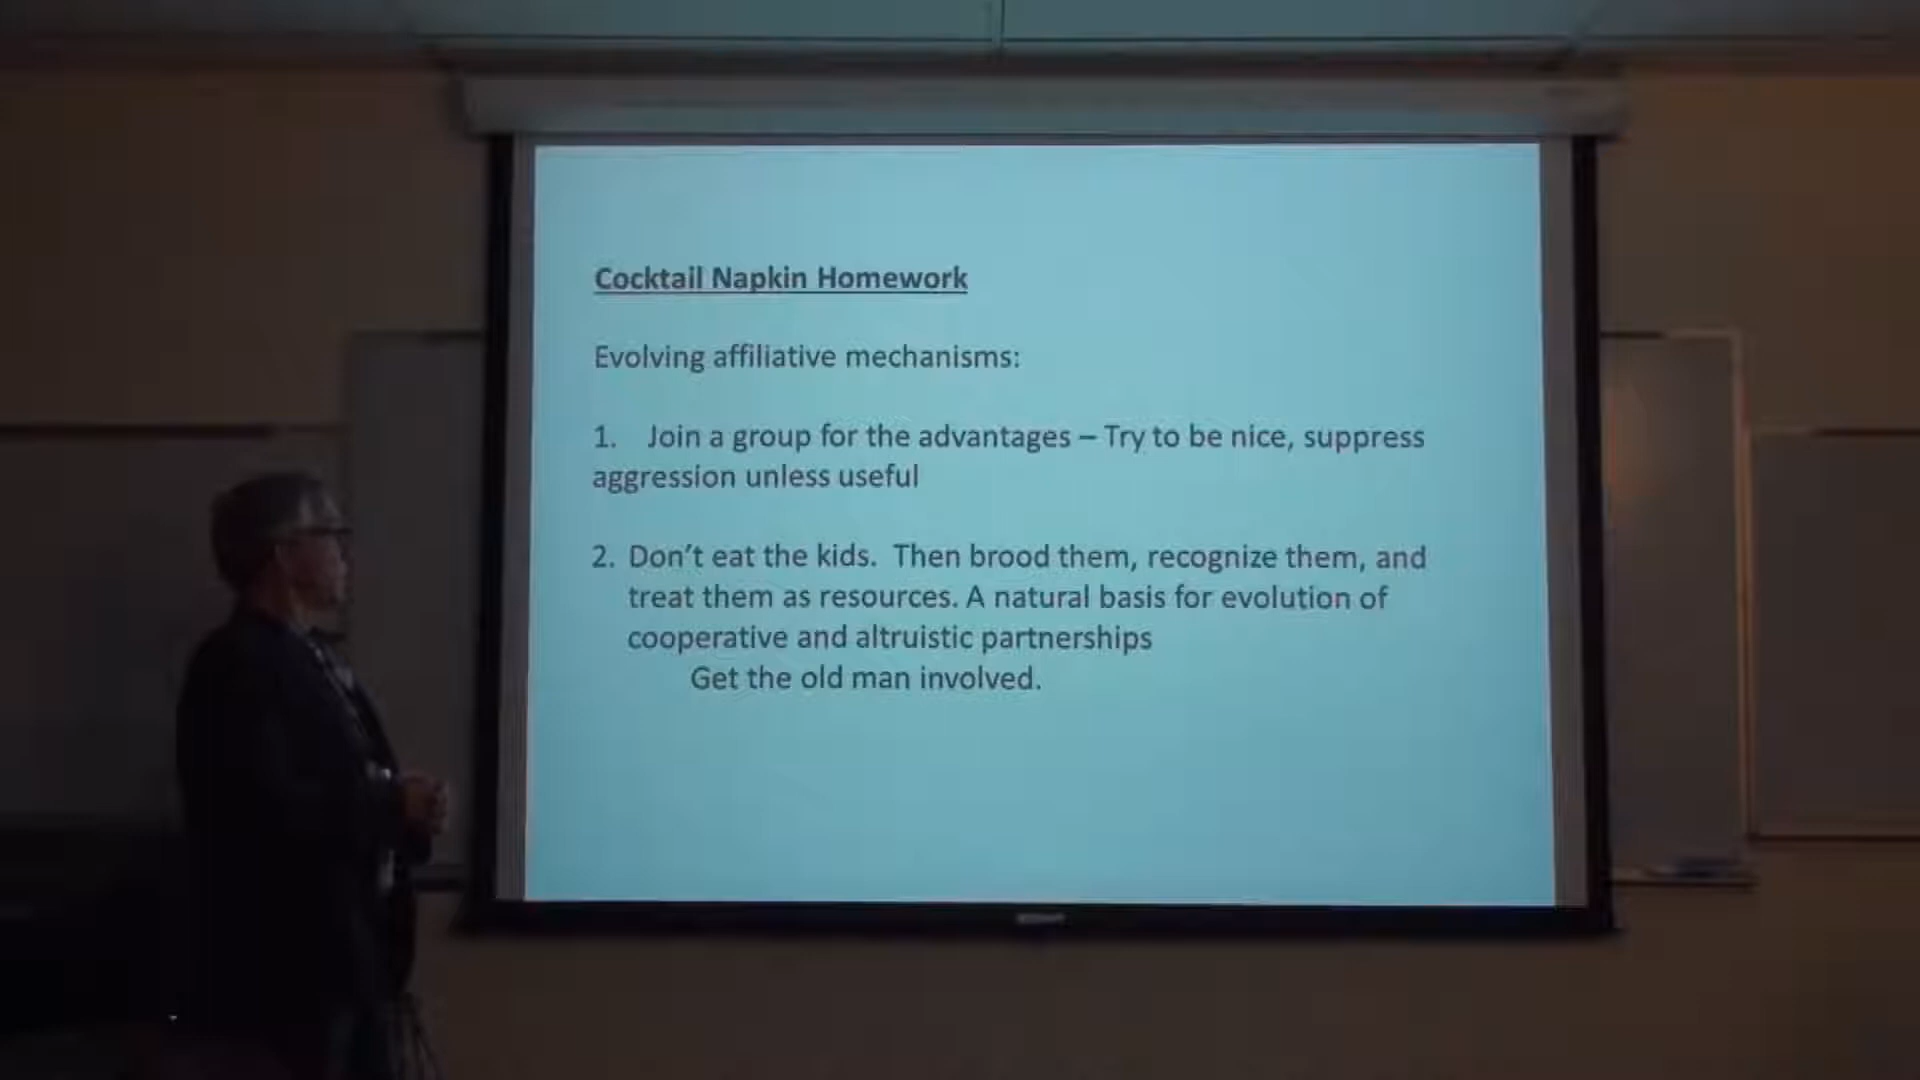 Cocktail Napkin Homework
Evolving affiliative mechanisms:
1. Join a group for the advantages – Try to be nice, suppress
aggression unless useful
2. Don't eat the kids. Then brood them, recognize them, and
treat them as resources. A natural basis for evolution of
cooperative and altruistic partnerships
Get the old man involved.